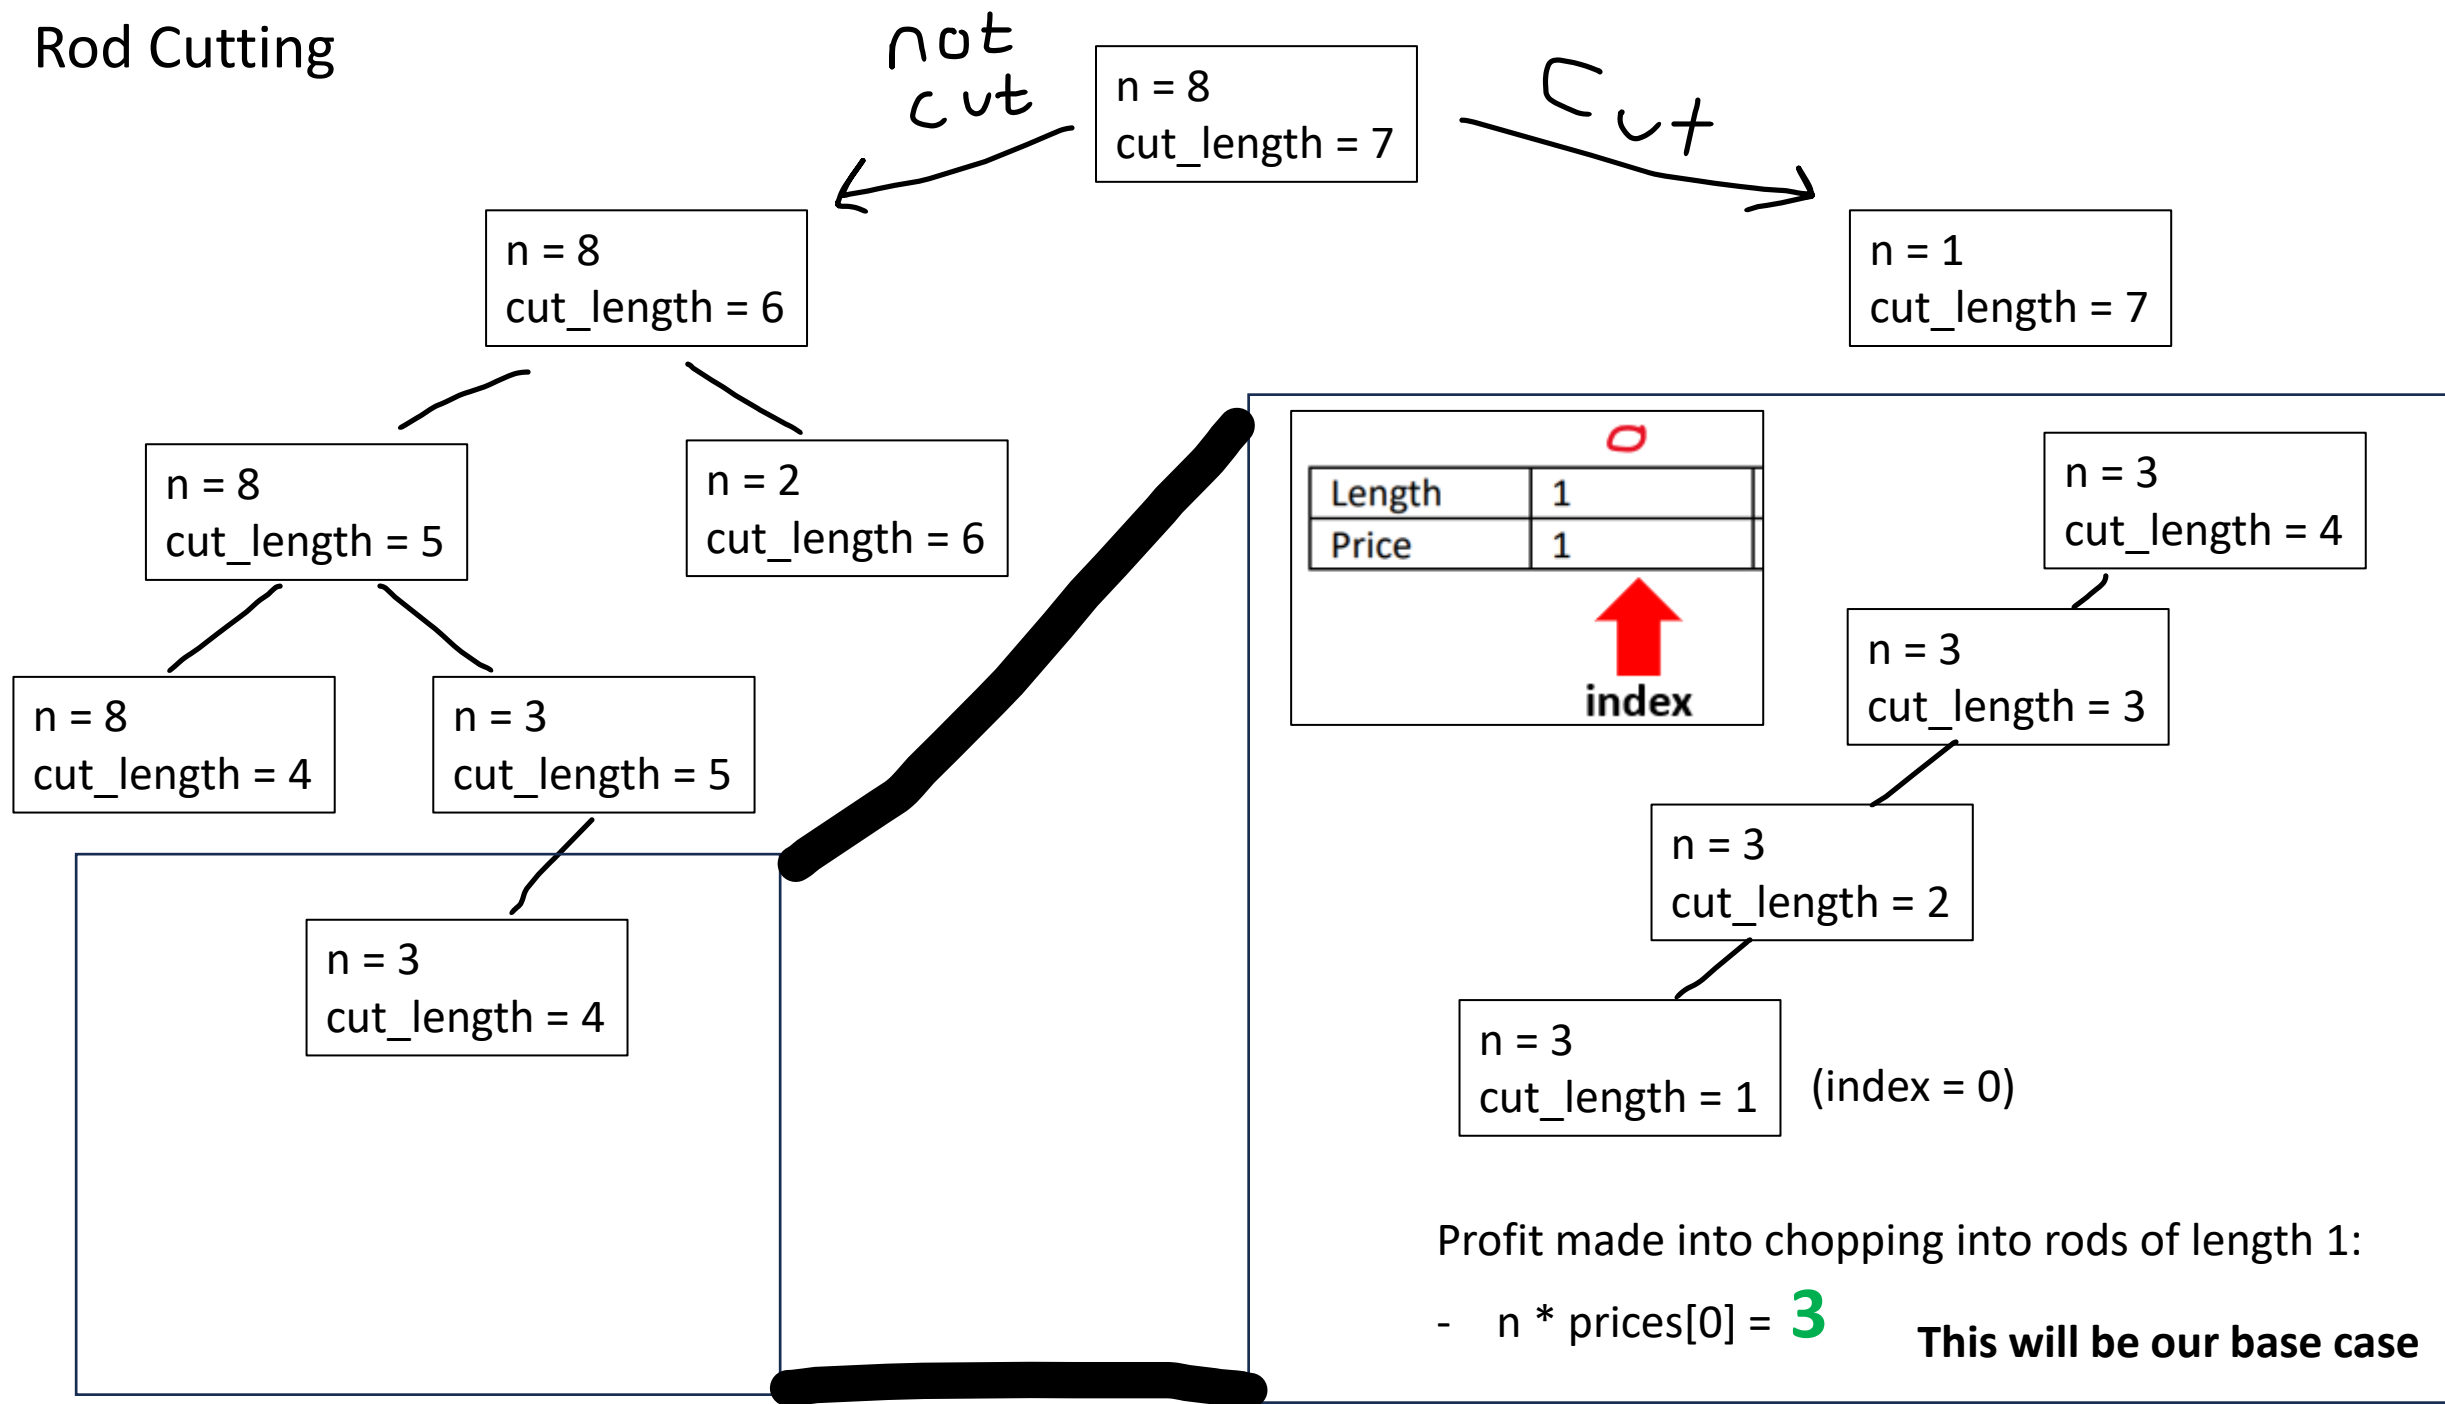 Rod Cutting
not
cut
n = 8
cut_length = 7
Cut
n = 8
cut_length = 6
n = 1
cut_length = 7
n = 8
cut_length = 5
n = 2
cut_length = 6
n = 8
cut_length = 4
n = 3
cut_length = 5
n = 3
cut_length = 4
0
Length 1
Price 1
index
n = 3
cut_length = 4
n = 3
cut_length = 3
n = 3
cut_length = 2
n = 3
cut_length = 1
(index = 0)
Profit made into chopping into rods of length 1:
- n * prices[0] = 3
This will be our base case